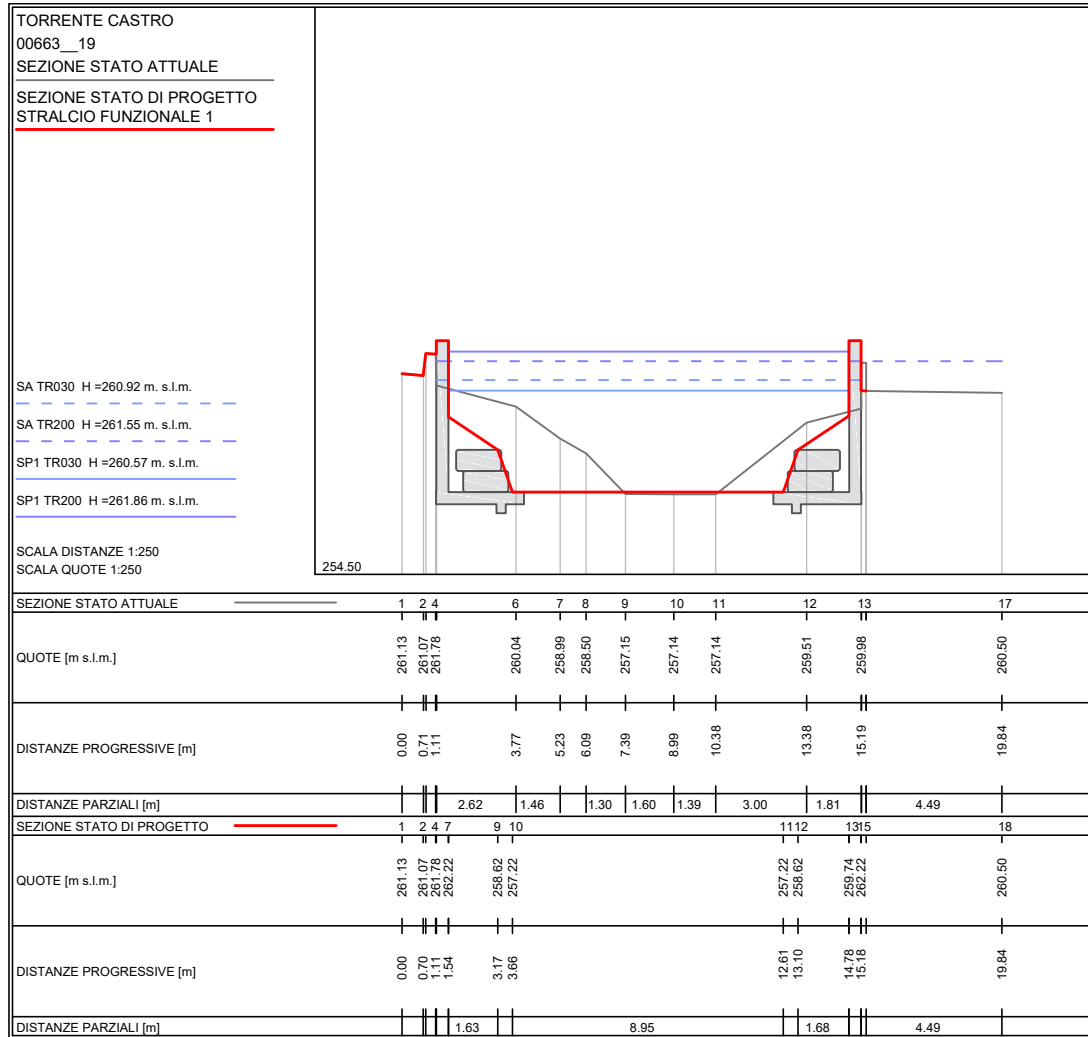 TORRENTE CASTRO
00663__19
SEZIONE STATO ATTUALE
SEZIONE STATO DI PROGETTO
STRALCIO FUNZIONALE 1
SA TR030 H =260.92 m. s.l.m.
SA TR200 H =261.55 m. s.l.m.
SP1 TR030 H =260.57 m. s.l.m.
SP1 TR200 H =261.86 m. s.l.m.
SCALA DISTANZE 1:250
SCALA QUOTE 1:250
254.50
SEZIONE STATO ATTUALE 1 2 4 6 7 8 9 10 11 12 13 17
QUOTE [m s.l.m.] 261.13 261.07 261.78 260.04 258.99 258.50 257.15 257.14 257.14 259.51 259.98 260.50
DISTANZE PROGRESSIVE [m] 0.00 0.71 1.11 3.77 5.23 6.09 7.39 8.99 10.38 13.38 15.19 19.84
DISTANZE PARZIALI [m] 2.62 1.46 1.30 1.60 1.39 3.00 1.81 4.49
SEZIONE STATO DI PROGETTO 1 2 4 7 9 10 11 12 13 15 18
QUOTE [m s.l.m.] 261.13 261.07 261.78 262.22 258.62 257.22 257.22 258.62 259.74 262.22 260.50
DISTANZE PROGRESSIVE [m] 0.00 0.70 1.11 1.54 3.17 3.66 12.61 13.10 14.78 15.18 19.84
DISTANZE PARZIALI [m] 1.63 8.95 1.68 4.49